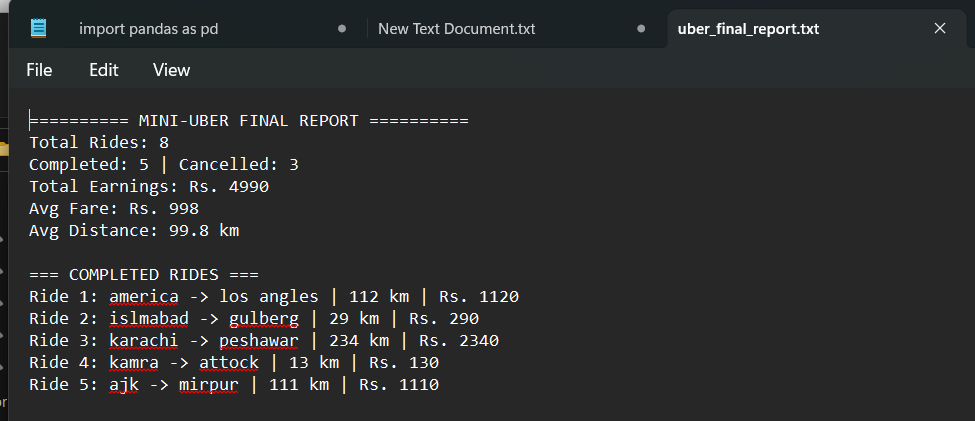 import pandas as pd New Text Document.txt uber_final_report.txt
File Edit View
========== MINI-UBER FINAL REPORT ==========
Total Rides: 8
Completed: 5 | Cancelled: 3
Total Earnings: Rs. 4990
Avg Fare: Rs. 998
Avg Distance: 99.8 km
=== COMPLETED RIDES ===
Ride 1: america -> los angles | 112 km | Rs. 1120
Ride 2: islmabad -> gulberg | 29 km | Rs. 290
Ride 3: karachi -> peshawar | 234 km | Rs. 2340
Ride 4: kamra -> attock | 13 km | Rs. 130
Ride 5: ajk -> mirpur | 111 km | Rs. 1110